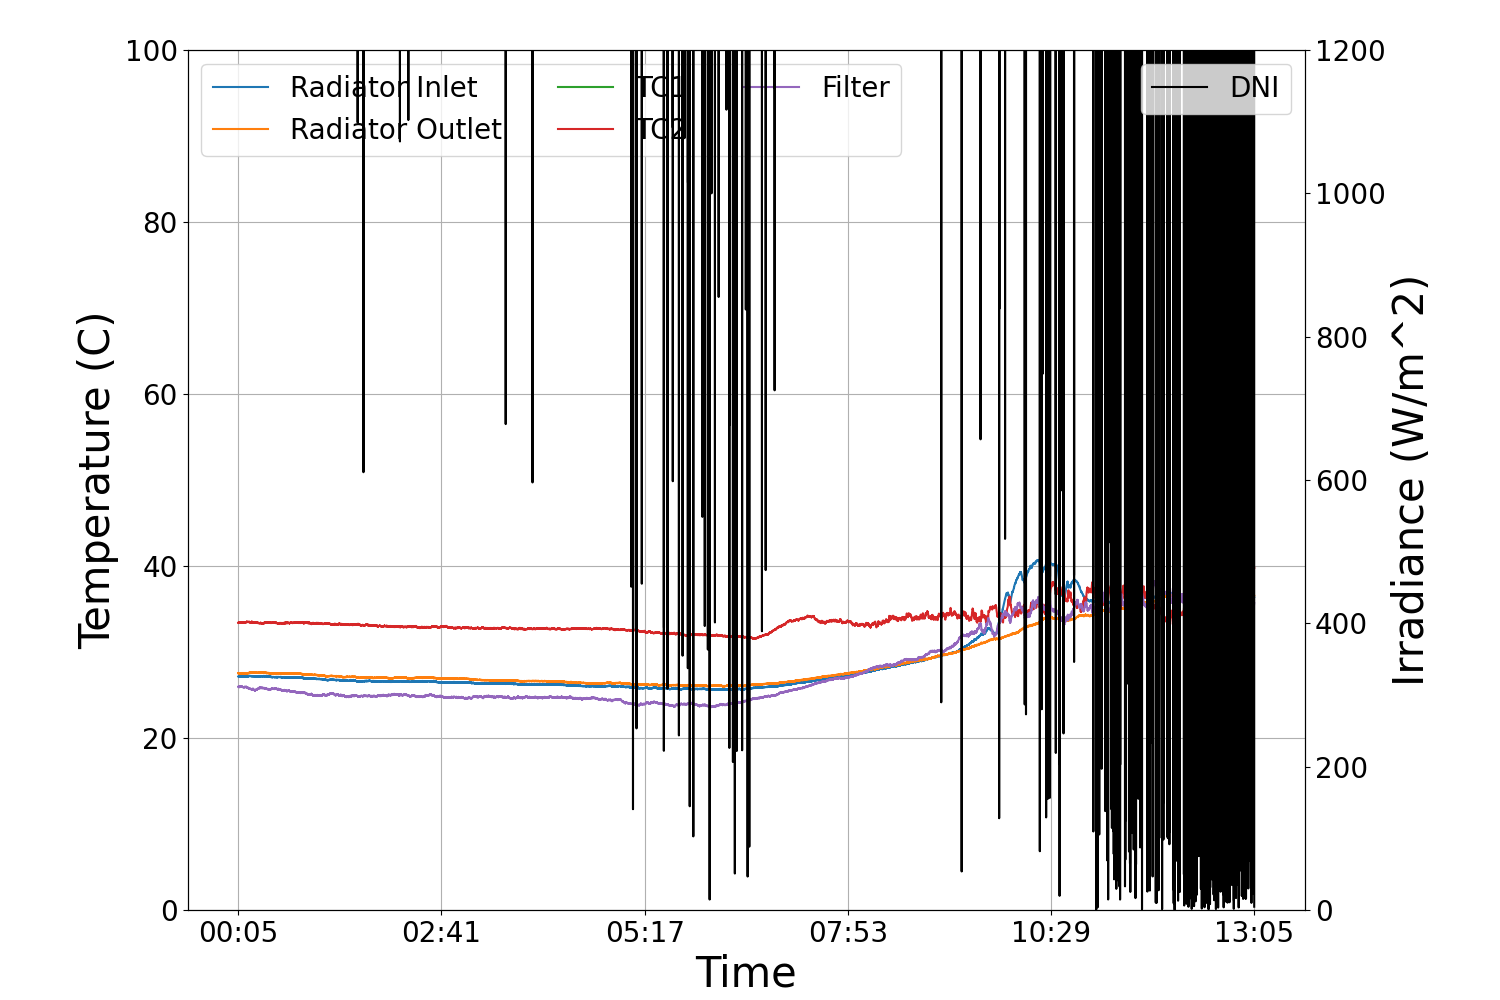 100
80
60
40
20
0
Temperature (C)
Radiator Inlet
Radiator Outlet
TC1
TC2
Filter
DNI
1200
1000
800
600
400
200
0
Irradiance (W/m^2)
00:05 02:41 05:17 07:53 10:29 13:05
Time